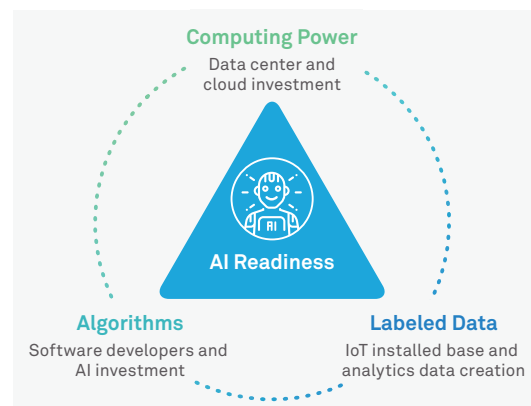 Computing Power
Data center and
cloud investment
AI
AI Readiness
Algorithms
Software developers and
AI investment
Labeled Data
IoT installed base and
analytics data creation